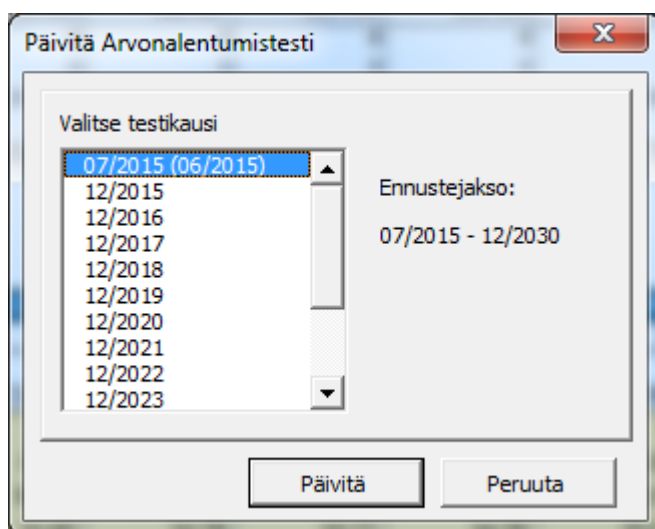 Päivitä Arvonalentumistesti
Valitse testikausi
07/2015 (06/2015)
12/2015
12/2016
12/2017
12/2018
12/2019
12/2020
12/2021
12/2022
12/2023
Ennustejakso:
07/2015 - 12/2030
Päivitä
Peruuta